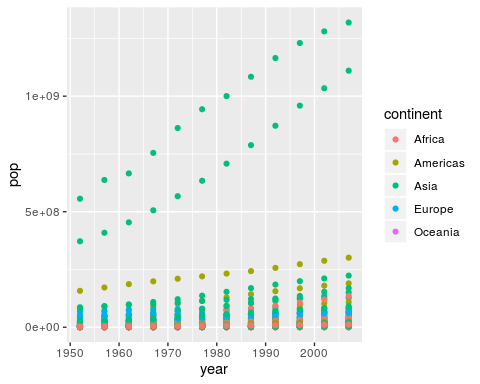 pop
1e+09
5e+08
0e+00
1950 1960 1970 1980 1990 2000
year
continent
Africa
Americas
Asia
Europe
Oceania